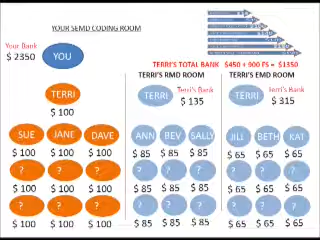 YOUR SEMD CODING ROOM
Your Bank
$ 2350
YOU
TERRI'S TOTAL BANK $450 + 900 FS = $1350
TERRI'S RMD ROOM
TERRI'S EMD ROOM
TERRI
$ 100
TERRI
Terri's Bank
$ 135
TERRI
Terri's Bank
$ 315
SUE JANE DAVE ANN BEV SALLY JILL BETH KAT
$ 100 $ 100 $ 100 $ 85 $ 85 $ 85 $ 65 $ 65 $ 65
? ? ? ? ? ? ? ? ?
$ 100 $ 100 $ 100 $ 85 $ 85 $ 85 $ 65 $ 65 $ 65
? ? ? ? ? ? ? ? ?
$ 100 $ 100 $ 100 $ 85 $ 85 $ 85 $ 65 $ 65 $ 65